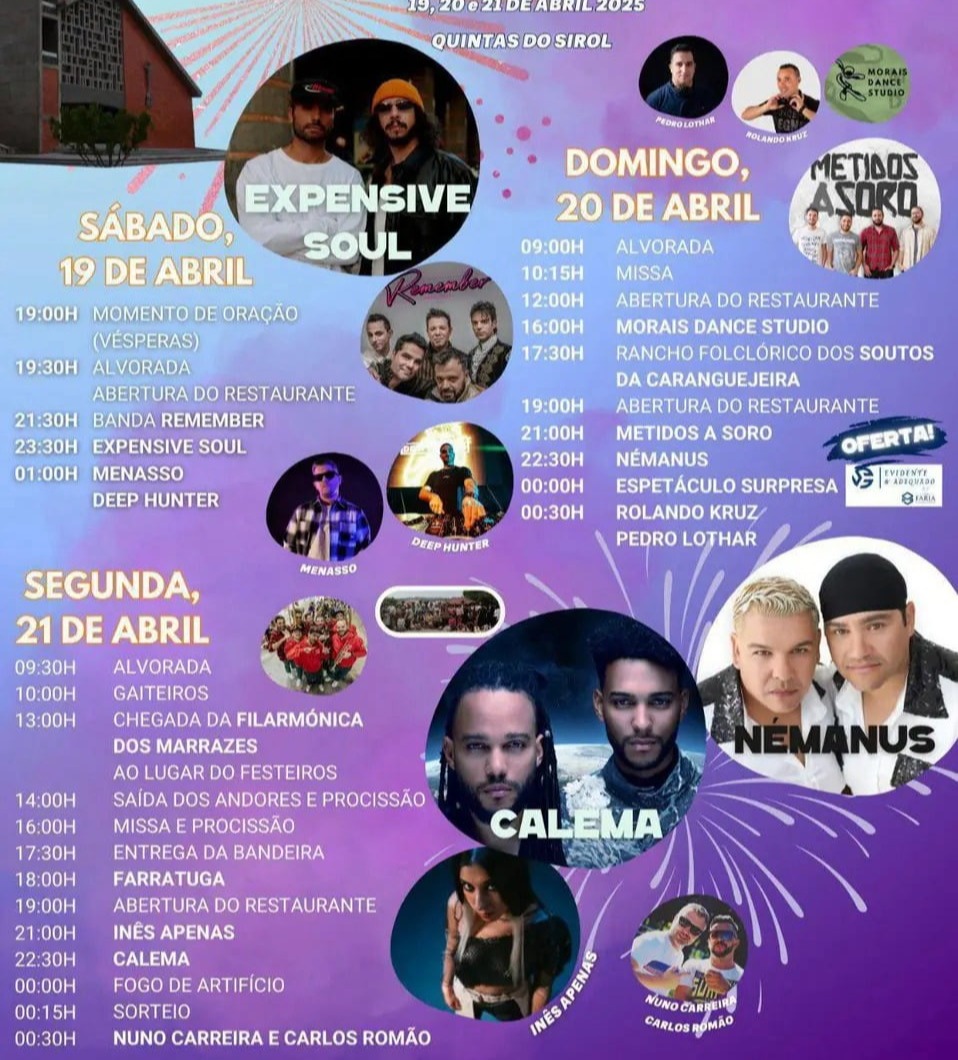 19, 20 e 21 DE ABRIL 2025
QUINTAS DO SIROL
PEDRO LOTHAR
ROLANDO KRUZ
MORAIS
DANCE
STUDIO
EXPENSIVE
SOUL
SÁBADO,
19 DE ABRIL
19:00H MOMENTO DE ORAÇÃO
(VÉSPERAS)
19:30H ALVORADA
ABERTURA DO RESTAURANTE
21:30H BANDA REMEMBER
23:30H EXPENSIVE SOUL
01:00H MENASSO
DEEP HUNTER
Remember
MENASSO
DEEP HUNTER
DOMINGO,
20 DE ABRIL
METIDOS
A SORO
09:00H ALVORADA
10:15H MISSA
12:00H ABERTURA DO RESTAURANTE
16:00H MORAIS DANCE STUDIO
17:30H RANCHO FOLCLÓRICO DOS SOUTOS
DA CARANGUEJEIRA
19:00H ABERTURA DO RESTAURANTE
21:00H METIDOS A SORO
22:30H NÉMANUS
00:00H ESPETÁCULO SURPRESA
00:30H ROLANDO KRUZ
PEDRO LOTHAR
OFERTA!
EVIDENTE
& ADEQUADO
FARIA
SEGUNDA,
21 DE ABRIL
09:30H ALVORADA
10:00H GAITEIROS
13:00H CHEGADA DA FILARMÓNICA
DOS MARRAZES
AO LUGAR DO FESTEIROS
14:00H SAÍDA DOS ANDORES E PROCISSÃO
16:00H MISSA E PROCISSÃO
17:30H ENTREGA DA BANDEIRA
18:00H FARRATUGA
19:00H ABERTURA DO RESTAURANTE
21:00H INÊS APENAS
22:30H CALEMA
00:00H FOGO DE ARTIFÍCIO
00:15H SORTEIO
00:30H NUNO CARREIRA E CARLOS ROMÃO
NÉMANUS
CALEMA
INÊS APENAS
NUNO CARREIRA
CARLOS ROMÃO